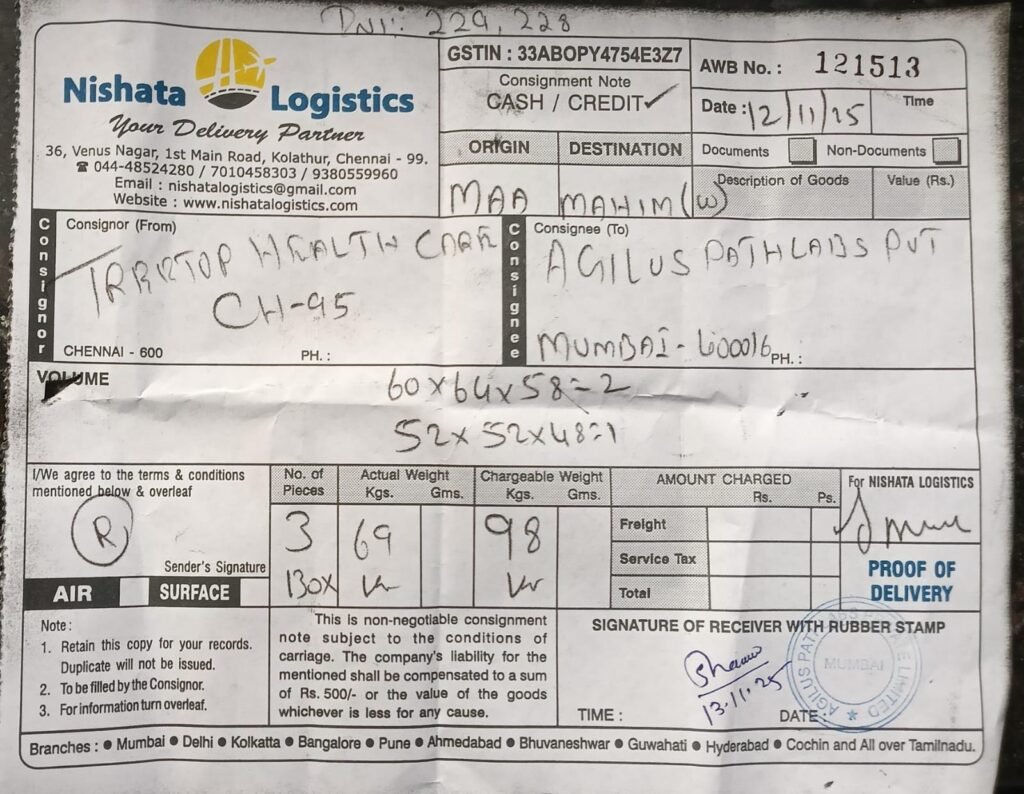 229, 228
Nishata Logistics
Your Delivery Partner
36, Venus Nagar, 1st Main Road, Kolathur, Chennai - 99.
☎ 044-48524280 / 7010458303 / 9380559960
Email : nishatalogistics@gmail.com
Website : www.nishatalogistics.com
GSTIN : 33ABOPY4754E3Z7
Consignment Note
CASH / CREDIT ✓
AWB No. : 121513
Date : 12/11/25 Time
ORIGIN DESTINATION
MAA MAHIM (W)
Documents Non-Documents
Description of Goods Value (Rs.)
Consignor
Consignor (From)
HEALTH CARE
CH-95
CHENNAI - 600 PH. :
Consignee
Consignee (To)
AGILUS PATHLABS PVT
MUMBAI - 400016 PH. :
VOLUME
60x64x58=2
52x52x48=1
I/We agree to the terms & conditions
mentioned below & overleaf
R
Sender's Signature
AIR SURFACE
No. of Pieces
3
BOX
Actual Weight
Kgs. Gms.
69
Chargeable Weight
Kgs. Gms.
98
AMOUNT CHARGED
Rs. Ps.
Freight
Service Tax
Total
For NISHATA LOGISTICS
PROOF OF
DELIVERY
Note :
1. Retain this copy for your records.
Duplicate will not be issued.
2. To be filled by the Consignor.
3. For information turn overleaf.
This is non-negotiable consignment
note subject to the conditions of
carriage. The company's liability for the
mentioned shall be compensated to a sum
of Rs. 500/- or the value of the goods
whichever is less for any cause.
SIGNATURE OF RECEIVER WITH RUBBER STAMP
13.11.25
AGILUS PATHLABS LIMITED
MUMBAI
TIME : DATE :
Branches : ● Mumbai ● Delhi ● Kolkatta ● Bangalore ● Pune ● Ahmedabad ● Bhuvaneshwar ● Guwahati ● Hyderabad ● Cochin and All over Tamilnadu.